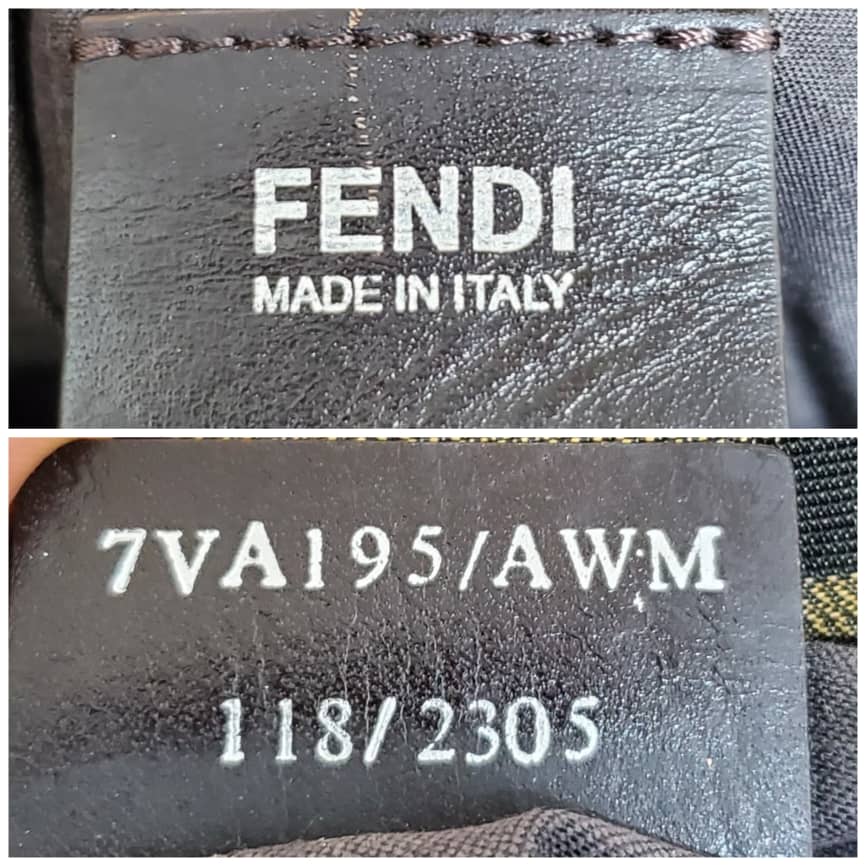 FENDI
MADE IN ITALY
7VA195/AWM
118/2305